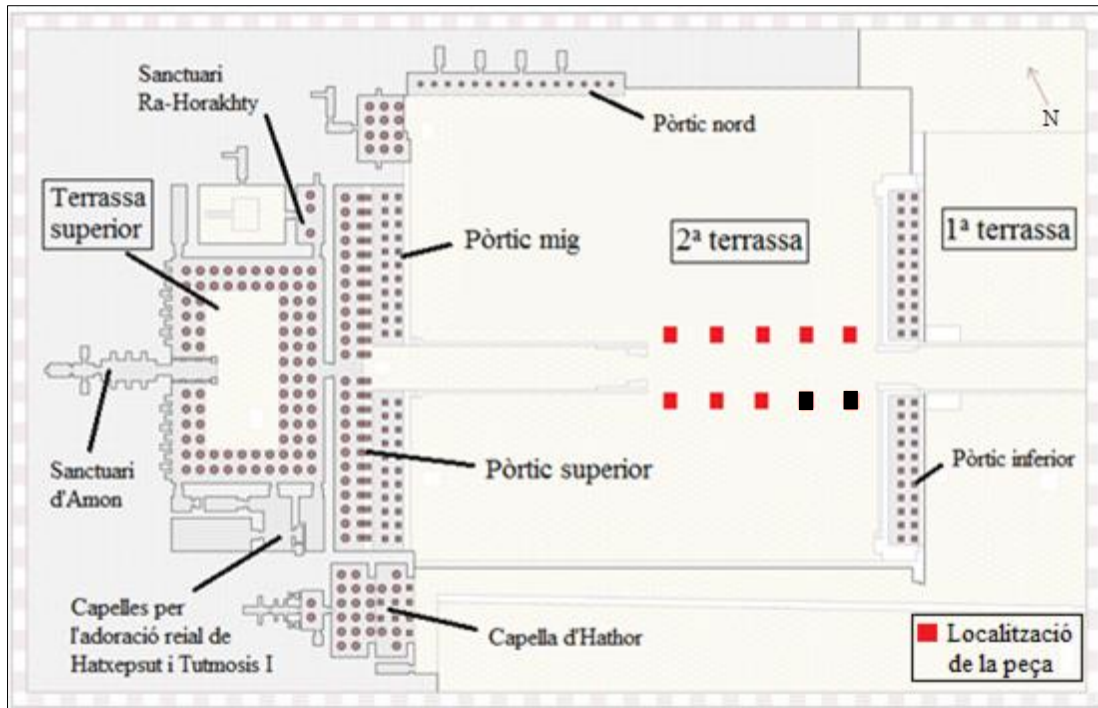 Sanctuari
Ra-Horakhty
Pòrtic nord
N
Terrassa
superior
Pòrtic mig
2ª terrassa
1ª terrassa
Sanctuari
d'Amon
Pòrtic superior
Pòrtic inferior
Capelles per
l'adoració reial de
Hatxepsut i Tutmosis I
Capella d'Hathor
Localització
de la peça